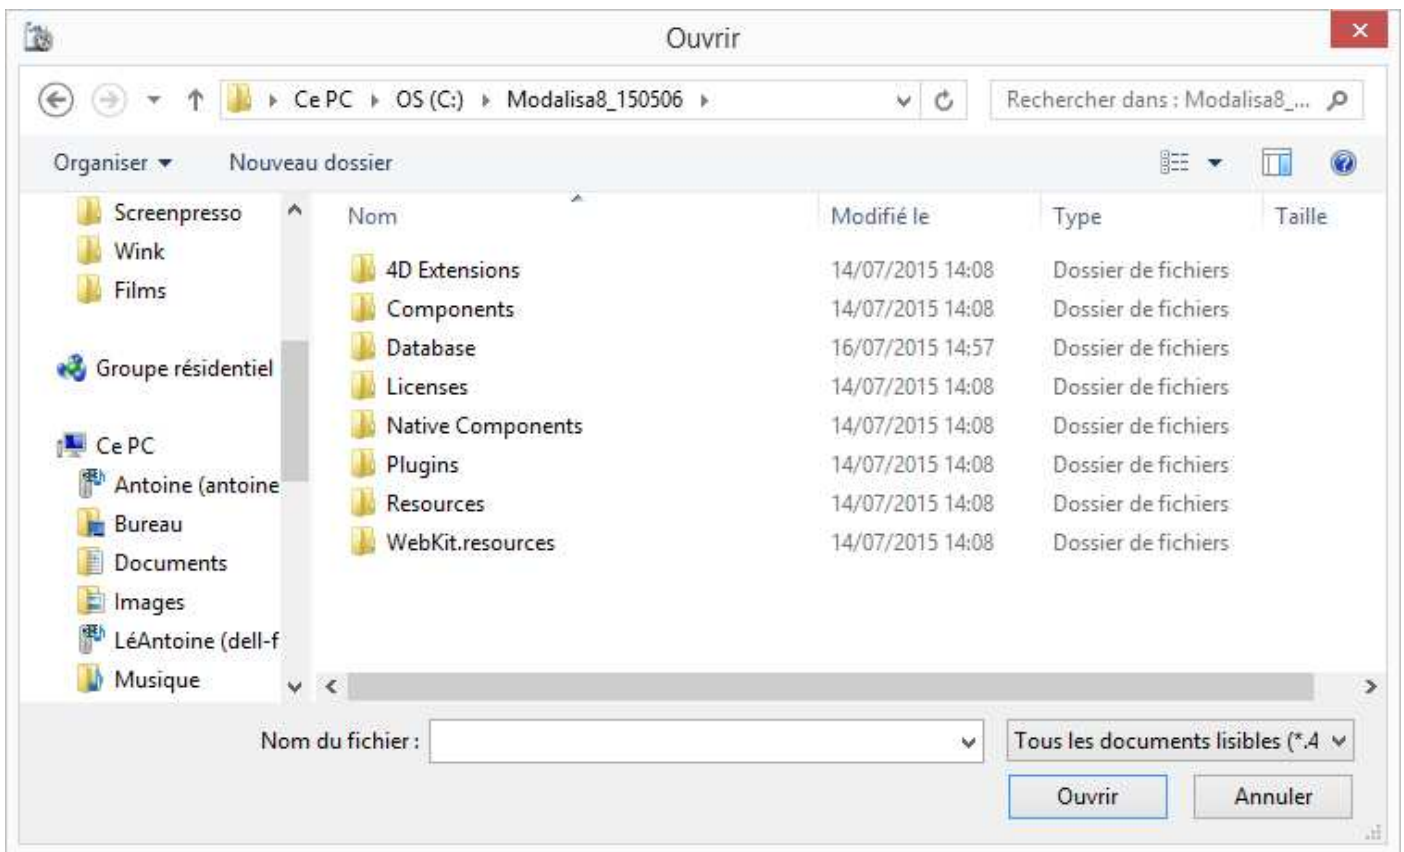 Ouvrir
Ce PC OS (C:) Modalisa8_150506 Rechercher dans : Modalisa8_...
Organiser Nouveau dossier
Screenpresso
Wink
Films
Groupe résidentiel
Ce PC
Antoine (antoine
Bureau
Documents
Images
LéAntoine (dell-f
Musique
Nom Modifié le Type Taille
4D Extensions 14/07/2015 14:08 Dossier de fichiers
Components 14/07/2015 14:08 Dossier de fichiers
Database 16/07/2015 14:57 Dossier de fichiers
Licenses 14/07/2015 14:08 Dossier de fichiers
Native Components 14/07/2015 14:08 Dossier de fichiers
Plugins 14/07/2015 14:08 Dossier de fichiers
Resources 14/07/2015 14:08 Dossier de fichiers
WebKit.resources 14/07/2015 14:08 Dossier de fichiers
Nom du fichier : Tous les documents lisibles (*.4
Ouvrir Annuler